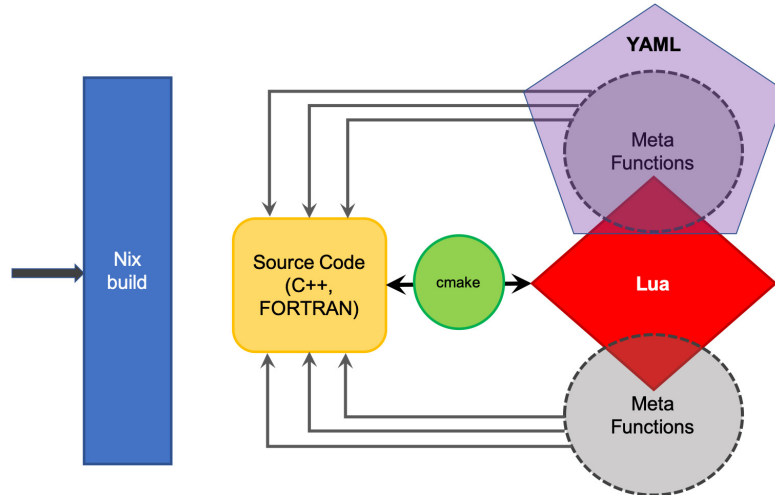 YAML
Meta
Functions
Nix
build
Source Code
(C++,
FORTRAN)
cmake
Lua
Meta
Functions